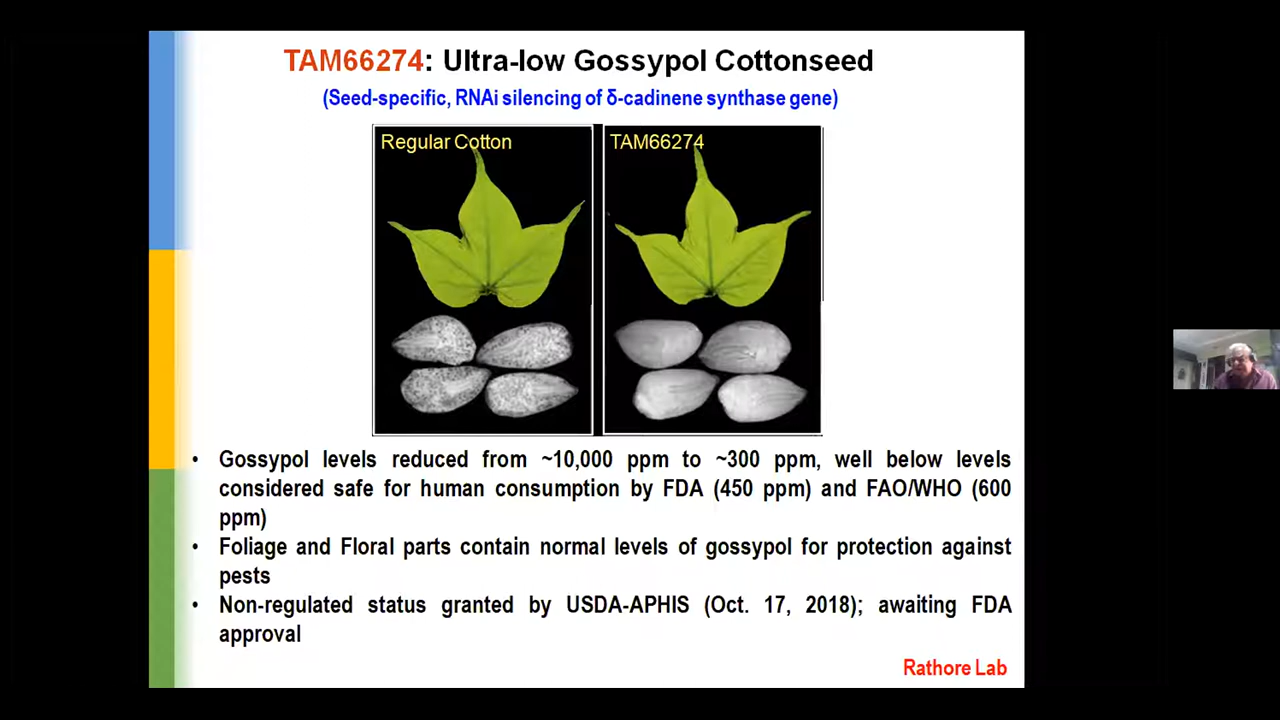 TAM66274: Ultra-low Gossypol Cottonseed
(Seed-specific, RNAi silencing of δ-cadinene synthase gene)
Regular Cotton
TAM66274
• Gossypol levels reduced from ~10,000 ppm to ~300 ppm, well below levels
considered safe for human consumption by FDA (450 ppm) and FAO/WHO (600
ppm)
• Foliage and Floral parts contain normal levels of gossypol for protection against
pests
• Non-regulated status granted by USDA-APHIS (Oct. 17, 2018); awaiting FDA
approval
Rathore Lab